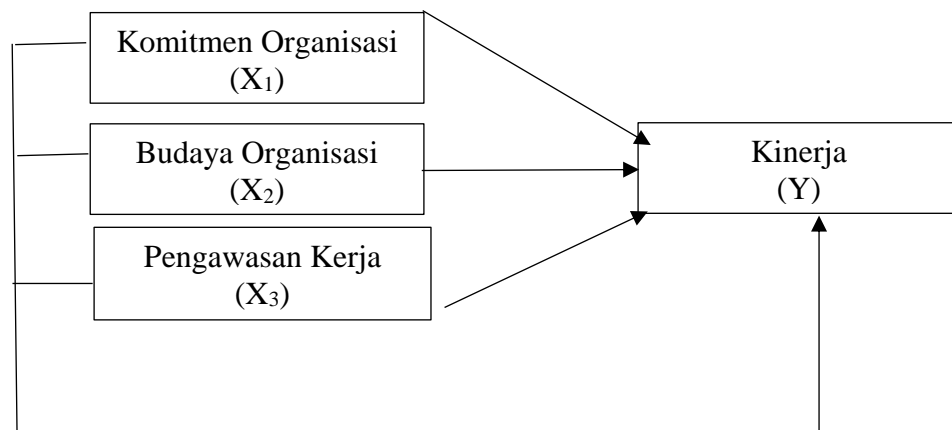 Komitmen Organisasi
(X₁)
Budaya Organisasi
(X₂)
Kinerja
(Y)
Pengawasan Kerja
(X₃)